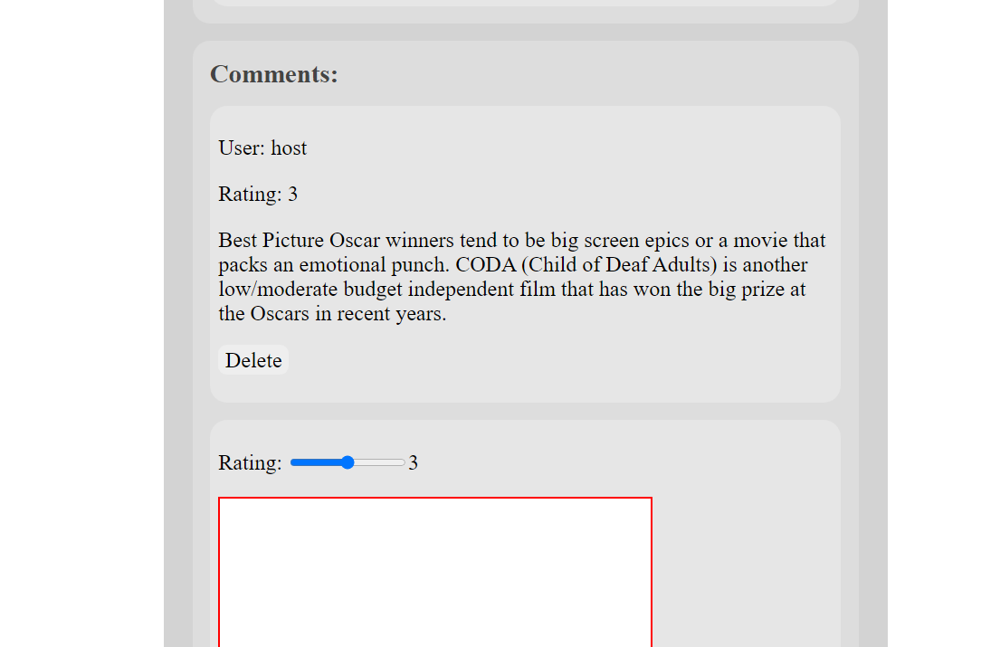 Comments:
User: host
Rating: 3
Best Picture Oscar winners tend to be big screen epics or a movie that
packs an emotional punch. CODA (Child of Deaf Adults) is another
low/moderate budget independent film that has won the big prize at
the Oscars in recent years.
Delete
Rating: 3